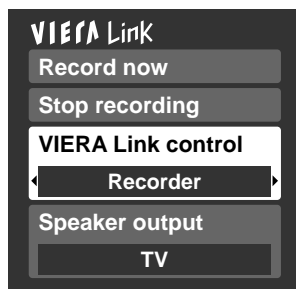 VIERA Link
Record now
Stop recording
VIERA Link control
Recorder
Speaker output
TV